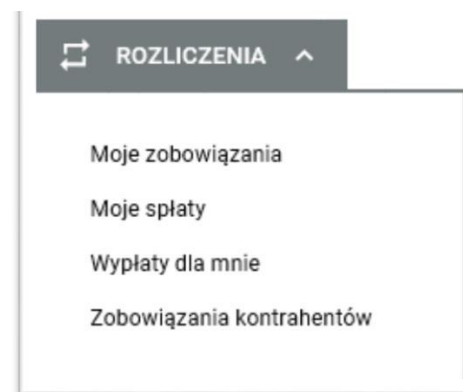 ROZLICZENIA
Moje zobowiązania
Moje spłaty
Wypłaty dla mnie
Zobowiązania kontrahentów